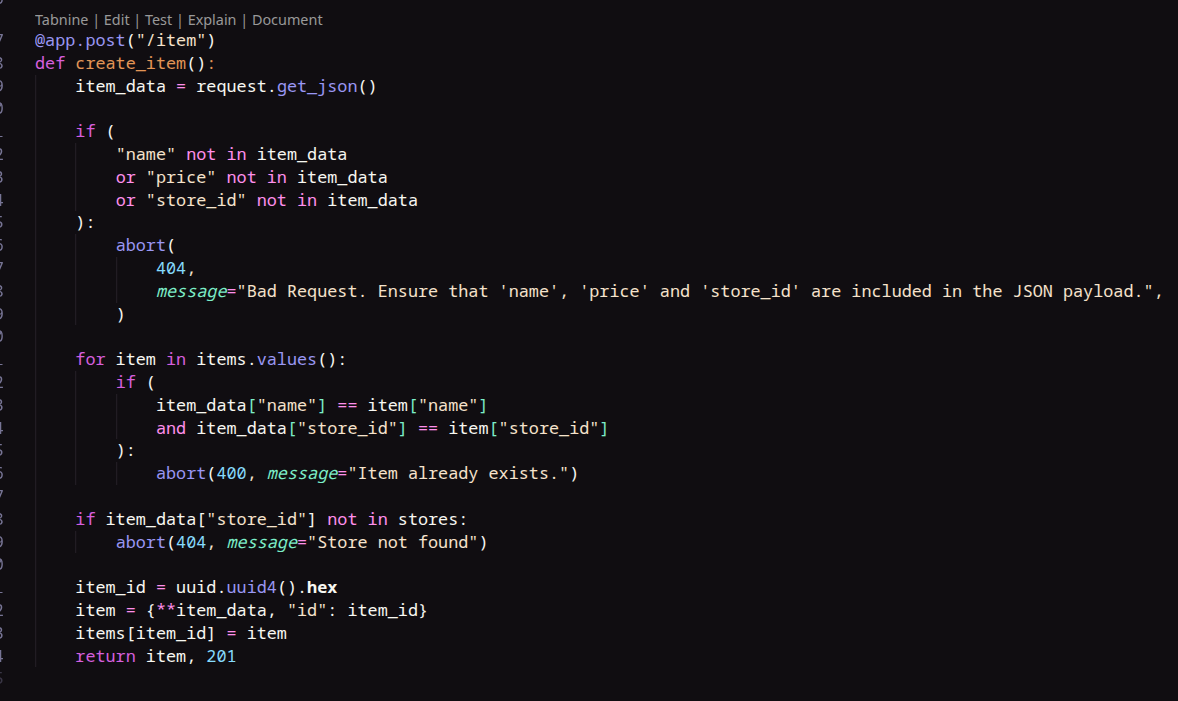 Tabnine | Edit | Test | Explain | Document
@app.post("/item")
def create_item():
    item_data = request.get_json()

    if (
        "name" not in item_data
        or "price" not in item_data
        or "store_id" not in item_data
    ):
        abort(
            404,
            message="Bad Request. Ensure that 'name', 'price' and 'store_id' are included in the JSON payload.",
        )

    for item in items.values():
        if (
            item_data["name"] == item["name"]
            and item_data["store_id"] == item["store_id"]
        ):
            abort(400, message="Item already exists.")

    if item_data["store_id"] not in stores:
        abort(404, message="Store not found")

    item_id = uuid.uuid4().hex
    item = {**item_data, "id": item_id}
    items[item_id] = item
    return item, 201